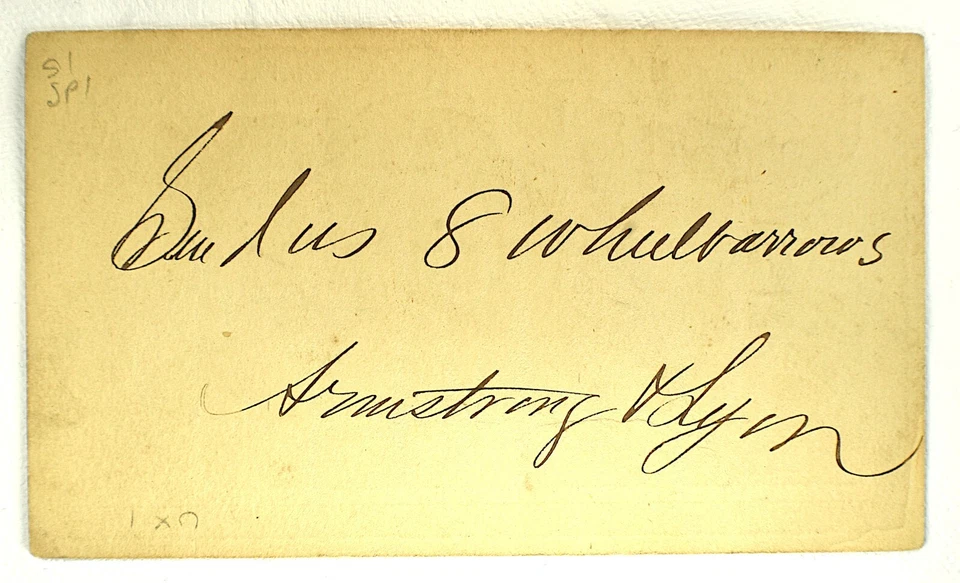 Send us 8 Wheelbarrows
Armstrong & Lyon